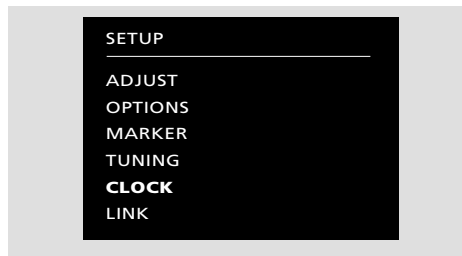 SETUP
ADJUST
OPTIONS
MARKER
TUNING
CLOCK
LINK